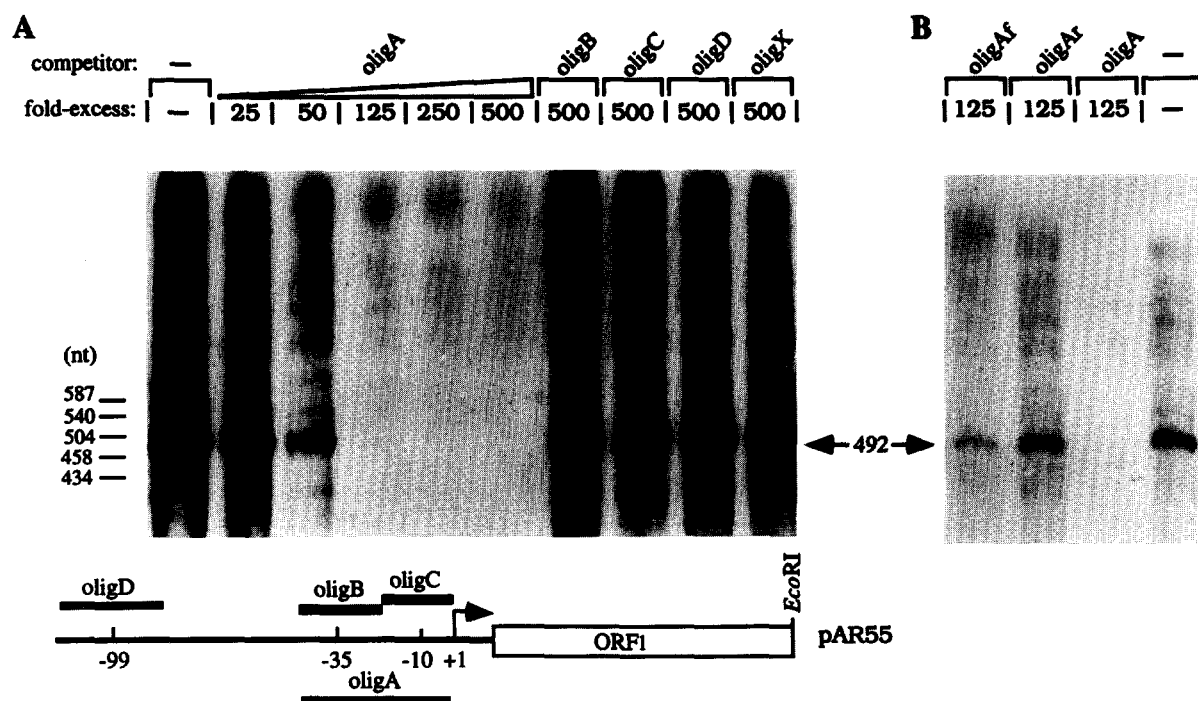 A
competitor: — oligA oligB oligC oligD oligX
fold-excess: | — | 25 | 50 | 125 | 250 | 500 | 500 | 500 | 500 | 500 |
(nt)
587
540
504
458
434
492
B
oligAf oligAr oligA —
| 125 | 125 | 125 | — |
oligD oligB oligC EcoRI
ORF1 pAR55
-99 -35 -10 +1
oligA